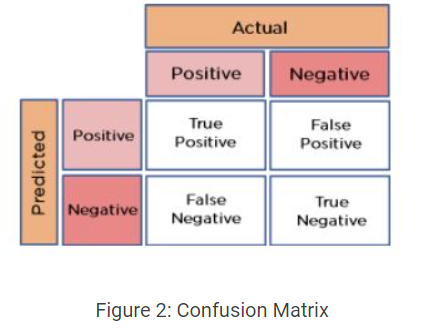 Actual
Positive Negative
Predicted
Positive
True
Positive
False
Positive
Negative
False
Negative
True
Negative
Figure 2: Confusion Matrix